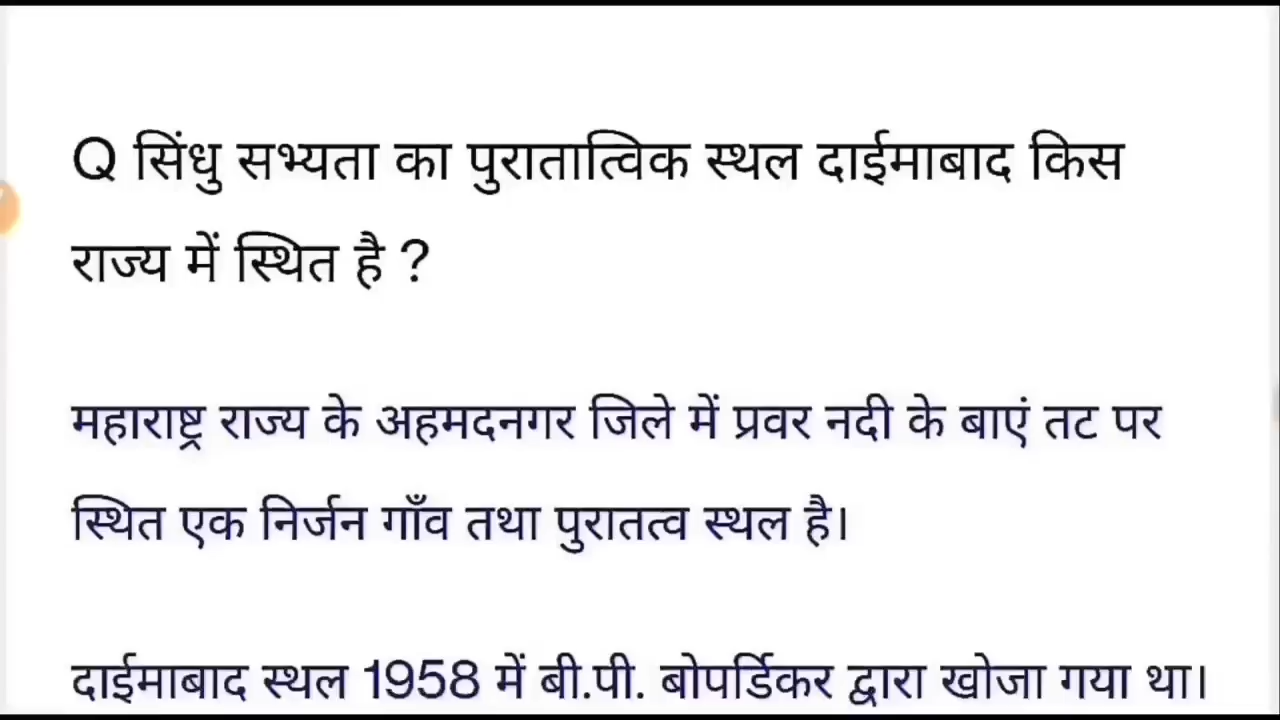 Q सिंधु सभ्यता का पुरातात्विक स्थल दाईमाबाद किस
राज्य में स्थित है ?
महाराष्ट्र राज्य के अहमदनगर जिले में प्रवर नदी के बाएं तट पर
स्थित एक निर्जन गाँव तथा पुरातत्व स्थल है।
दाईमाबाद स्थल 1958 में बी.पी. बोपर्डिकर द्वारा खोजा गया था।